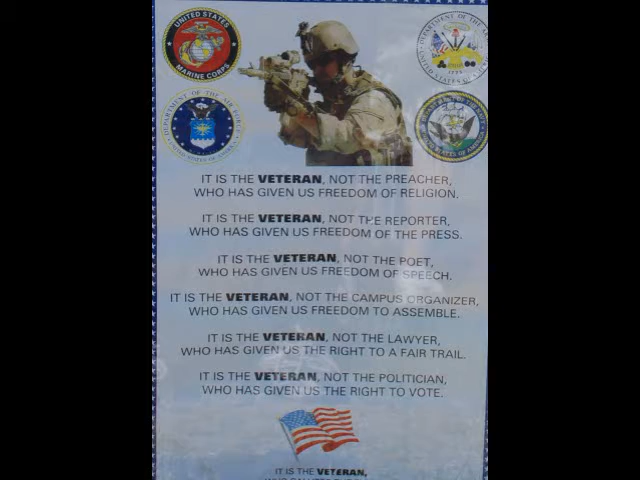 UNITED STATES
MARINE CORPS
DEPARTMENT OF THE AIR FORCE
UNITED STATES OF AMERICA
IT IS THE VETERAN, NOT THE PREACHER,
WHO HAS GIVEN US FREEDOM OF RELIGION.
IT IS THE VETERAN, NOT THE REPORTER,
WHO HAS GIVEN US FREEDOM OF THE PRESS.
IT IS THE VETERAN, NOT THE POET,
WHO HAS GIVEN US FREEDOM OF SPEECH.
IT IS THE VETERAN, NOT THE CAMPUS ORGANIZER,
WHO HAS GIVEN US FREEDOM TO ASSEMBLE.
IT IS THE VETERAN, NOT THE LAWYER,
WHO HAS GIVEN US THE RIGHT TO A FAIR TRAIL.
IT IS THE VETERAN, NOT THE POLITICIAN,
WHO HAS GIVEN US THE RIGHT TO VOTE.
IT IS THE VETERAN,